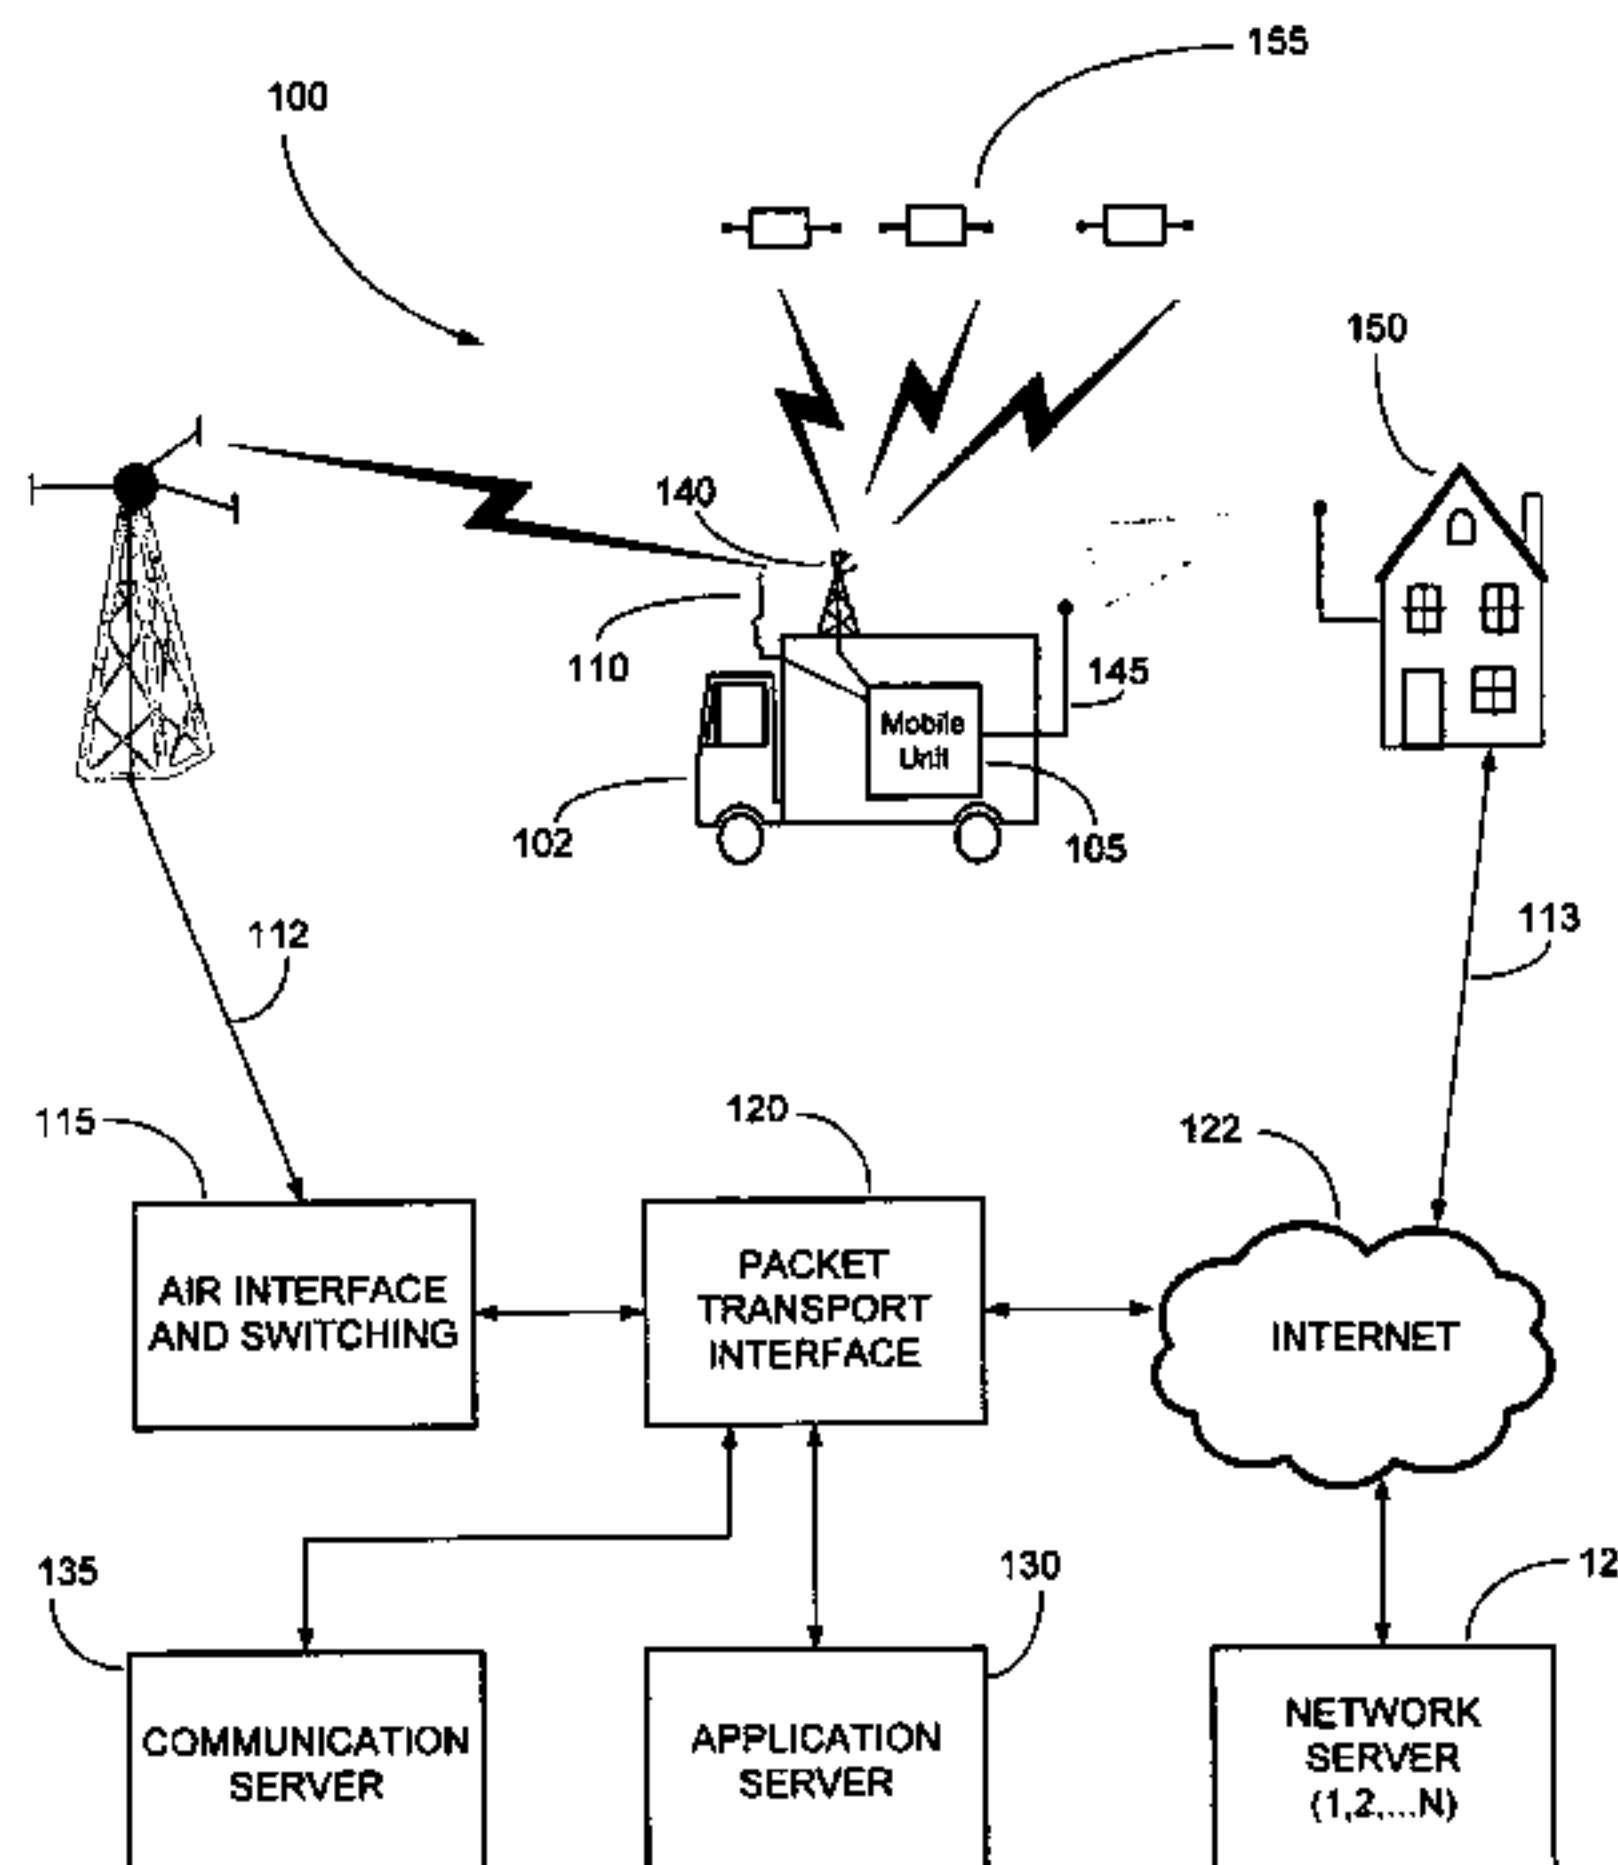 155
100
150
140
110
145
Mobile
Unit
102
105
112
113
115
120
122
AIR INTERFACE
AND SWITCHING
PACKET
TRANSPORT
INTERFACE
INTERNET
135
130
12
COMMUNICATION
SERVER
APPLICATION
SERVER
NETWORK
SERVER
(1,2,...N)